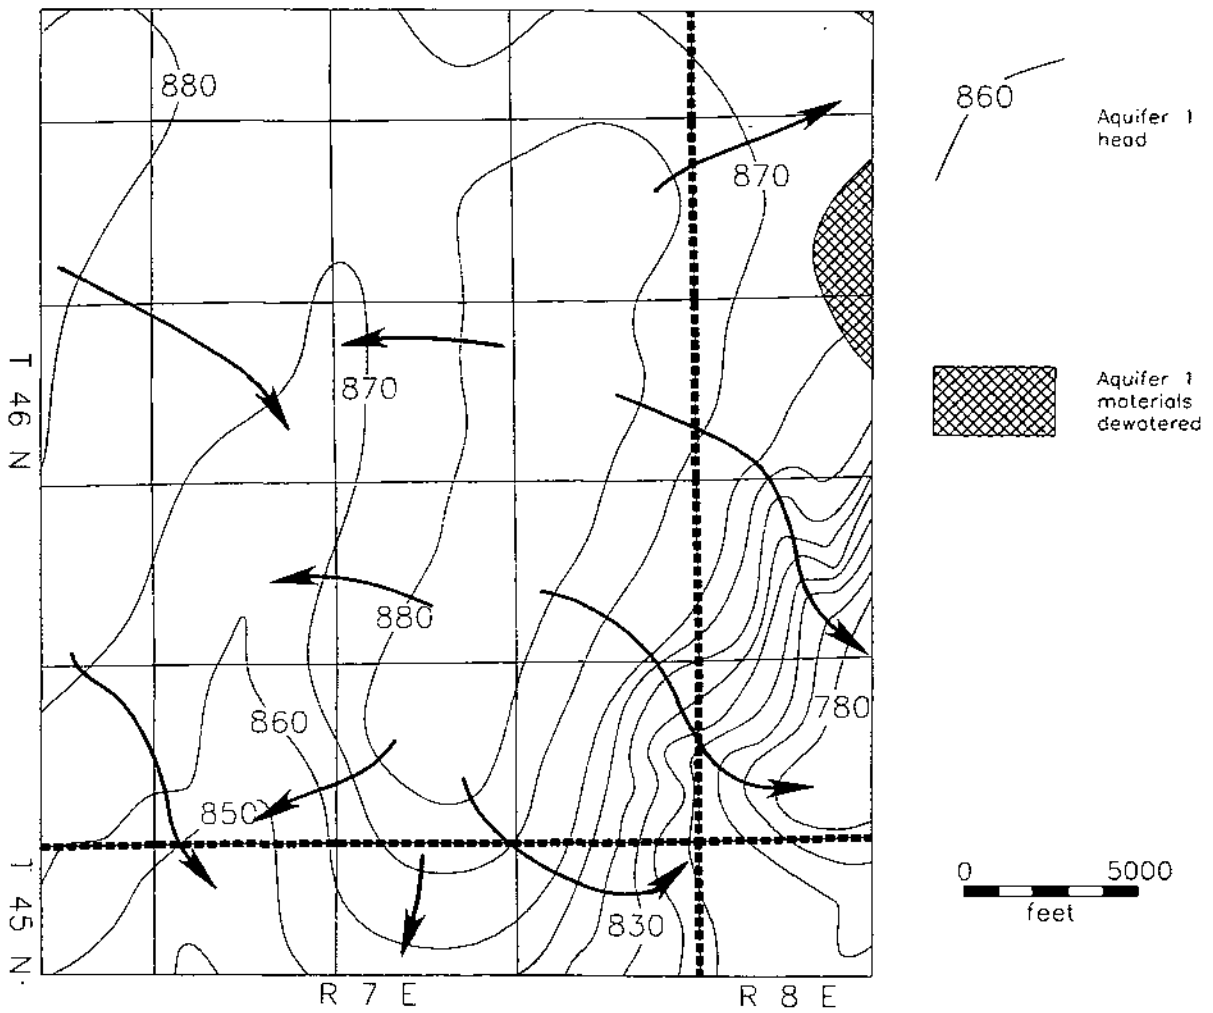 880
860
Aquifer 1
head
870
T 46 N
870
Aquifer 1
materials
dewatered
880
860
780
850
0 5000
feet
830
T 45 N.
R 7 E
R 8 E